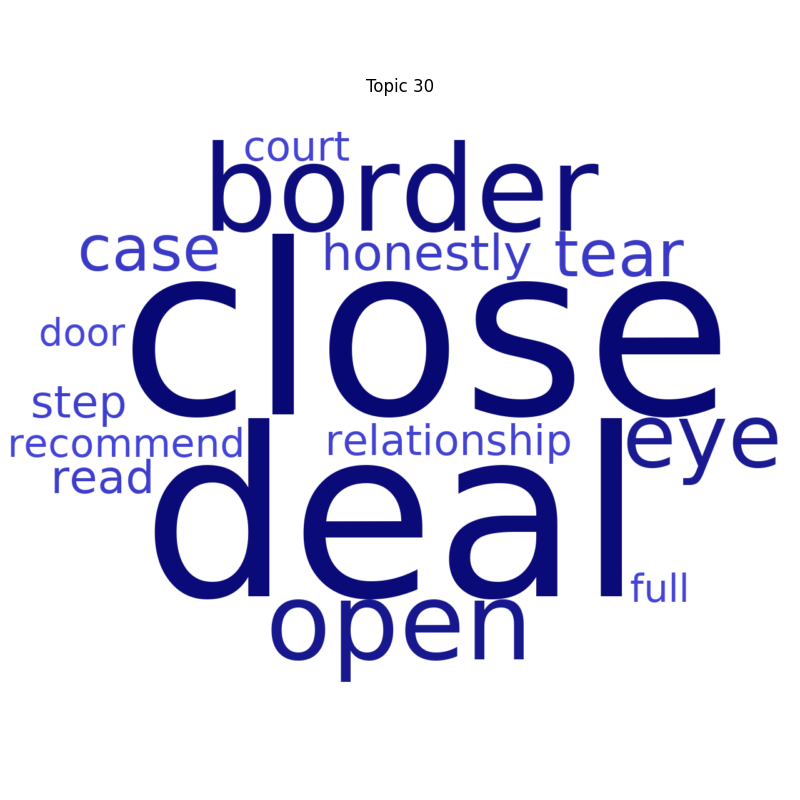 Topic 30
court
border
case honestly tear
close
door
step
recommend relationship eye
read
deal
full
open